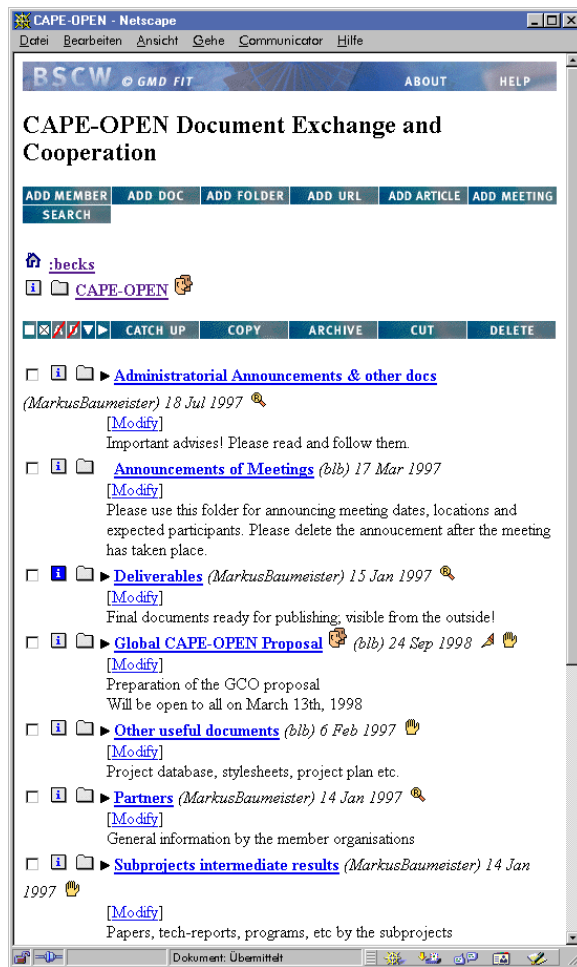 CAPE-OPEN - Netscape
Datei Bearbeiten Ansicht Gehe Communicator Hilfe
BSCW © GMD FIT ABOUT HELP
CAPE-OPEN Document Exchange and
Cooperation
ADD MEMBER ADD DOC ADD FOLDER ADD URL ADD ARTICLE ADD MEETING
SEARCH
:becks
CAPE-OPEN
CATCH UP COPY ARCHIVE CUT DELETE
Administratorial Announcements & other docs
(MarkusBaumeister) 18 Jul 1997
[Modify]
Important advises! Please read and follow them.
Announcements of Meetings (blb) 17 Mar 1997
[Modify]
Please use this folder for announcing meeting dates, locations and
expected participants. Please delete the annoucement after the meeting
has taken place.
Deliverables (MarkusBaumeister) 15 Jan 1997
[Modify]
Final documents ready for publishing; visible from the outside!
Global CAPE-OPEN Proposal (blb) 24 Sep 1998
[Modify]
Preparation of the GCO proposal
Will be open to all on March 13th, 1998
Other useful documents (blb) 6 Feb 1997
[Modify]
Project database, stylesheets, project plan etc.
Partners (MarkusBaumeister) 14 Jan 1997
[Modify]
General information by the member organisations
Subprojects intermediate results (MarkusBaumeister) 14 Jan
1997
[Modify]
Papers, tech-reports, programs, etc by the subprojects
Dokument: Übermittelt